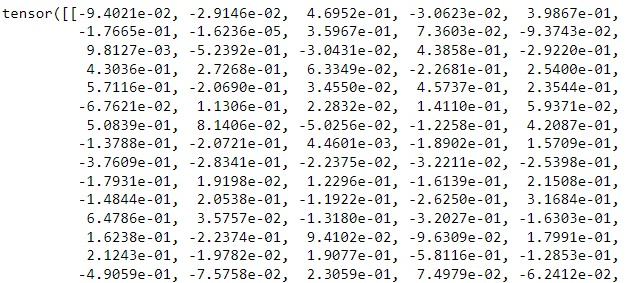 tensor([[-9.4021e-02, -2.9146e-02,  4.6952e-01, -3.0623e-02,  3.9867e-01,
         -1.7665e-01, -1.6236e-05,  3.5967e-01,  7.3603e-02, -9.3743e-02,
          9.8127e-03, -5.2392e-01, -3.0431e-02,  4.3858e-01, -2.9220e-01,
          4.3036e-01,  2.7268e-01,  6.3349e-02, -2.2681e-01,  2.5400e-01,
          5.7116e-01, -2.0690e-01,  3.4550e-02,  4.5737e-01,  2.3544e-01,
         -6.7621e-02,  1.1306e-01,  2.2832e-02,  1.4110e-01,  5.9371e-02,
          5.0839e-01,  8.1406e-02, -5.0256e-02, -1.2258e-01,  4.2087e-01,
         -1.3788e-01, -2.0721e-01,  4.4601e-03, -1.8902e-01,  1.5709e-01,
         -3.7609e-01, -2.8341e-01, -2.2375e-02, -3.2211e-02, -2.5398e-01,
         -1.7931e-01,  1.9198e-02,  1.2296e-01, -1.6139e-01,  2.1508e-01,
         -1.4844e-01,  2.0538e-01, -1.1922e-01, -2.6250e-01,  3.1684e-01,
          6.4786e-01,  3.5757e-02, -1.3180e-01, -3.2027e-01, -1.6303e-01,
          1.6238e-01, -2.2374e-01,  9.4102e-02, -9.6309e-02,  1.7991e-01,
          2.1243e-01, -1.9782e-02,  1.9077e-01, -5.8116e-01, -1.2853e-01,
         -4.9059e-01, -7.5758e-02,  2.3059e-01,  7.4979e-02, -6.2412e-02,